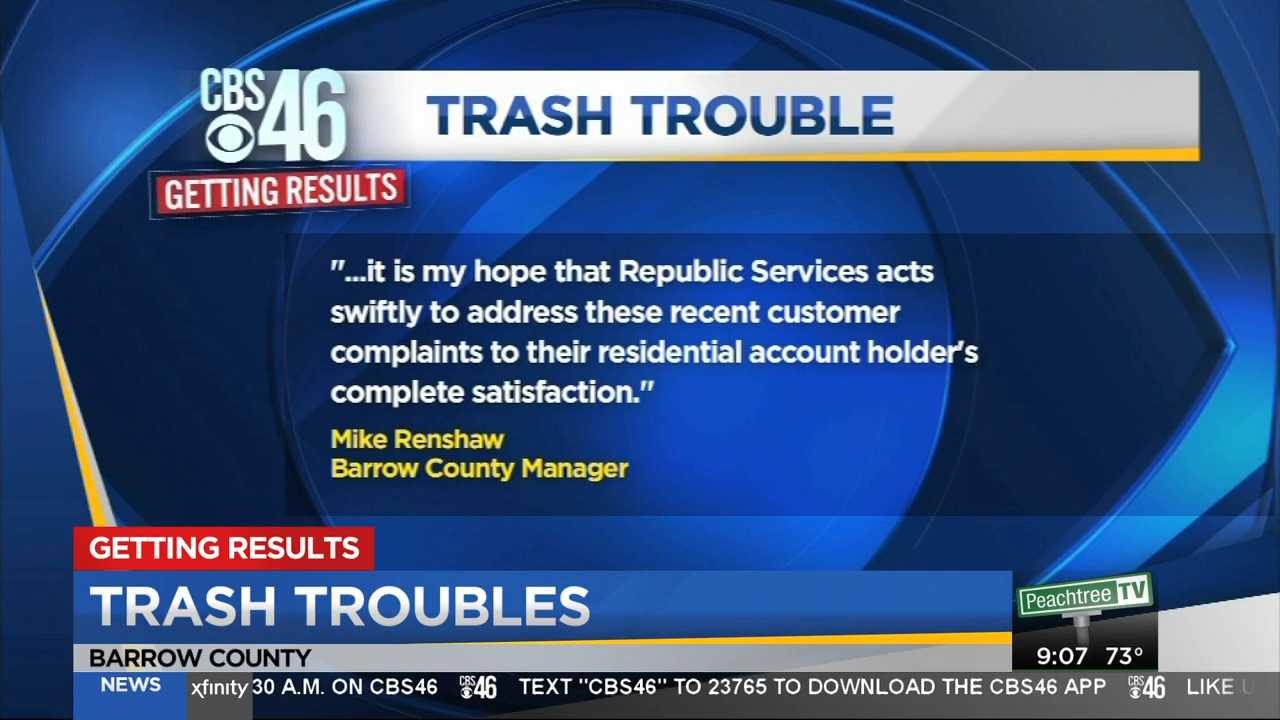 CBS 46
TRASH TROUBLE
GETTING RESULTS
"...it is my hope that Republic Services acts
swiftly to address these recent customer
complaints to their residential account holder's
complete satisfaction."
Mike Renshaw
Barrow County Manager
GETTING RESULTS
TRASH TROUBLES
Peachtree TV
BARROW COUNTY
9:07 73°
NEWS xfinity 30 A.M. ON CBS46 CBS 46 TEXT "CBS46" TO 23765 TO DOWNLOAD THE CBS46 APP CBS 46 LIKE U